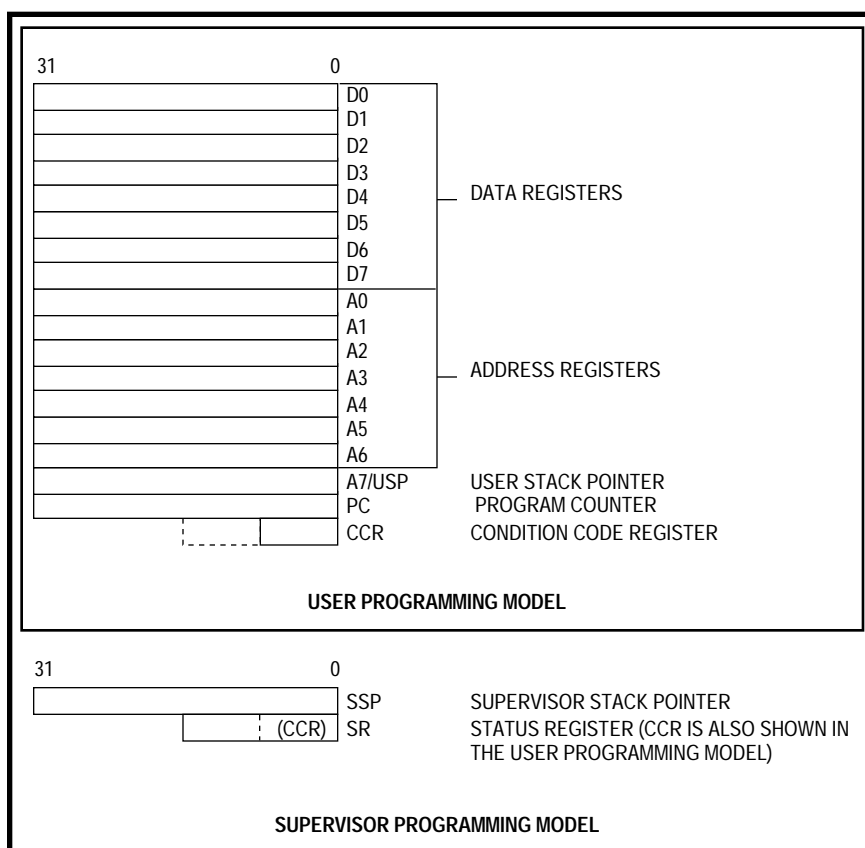 31 0
D0
D1
D2
D3
D4
D5
D6
D7
DATA REGISTERS
A0
A1
A2
A3
A4
A5
A6
ADDRESS REGISTERS
A7/USP USER STACK POINTER
PC PROGRAM COUNTER
CCR CONDITION CODE REGISTER
USER PROGRAMMING MODEL
31 0
SSP SUPERVISOR STACK POINTER
(CCR) SR STATUS REGISTER (CCR IS ALSO SHOWN IN
THE USER PROGRAMMING MODEL)
SUPERVISOR PROGRAMMING MODEL